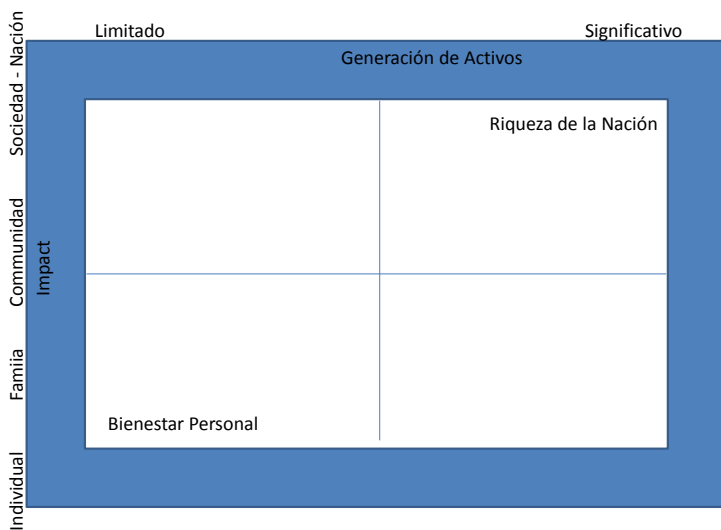 Limitado
Significativo
Generación de Activos
Sociedad - Nación
Communidad
Famiia
Individual
Impact
Riqueza de la Nación
Bienestar Personal